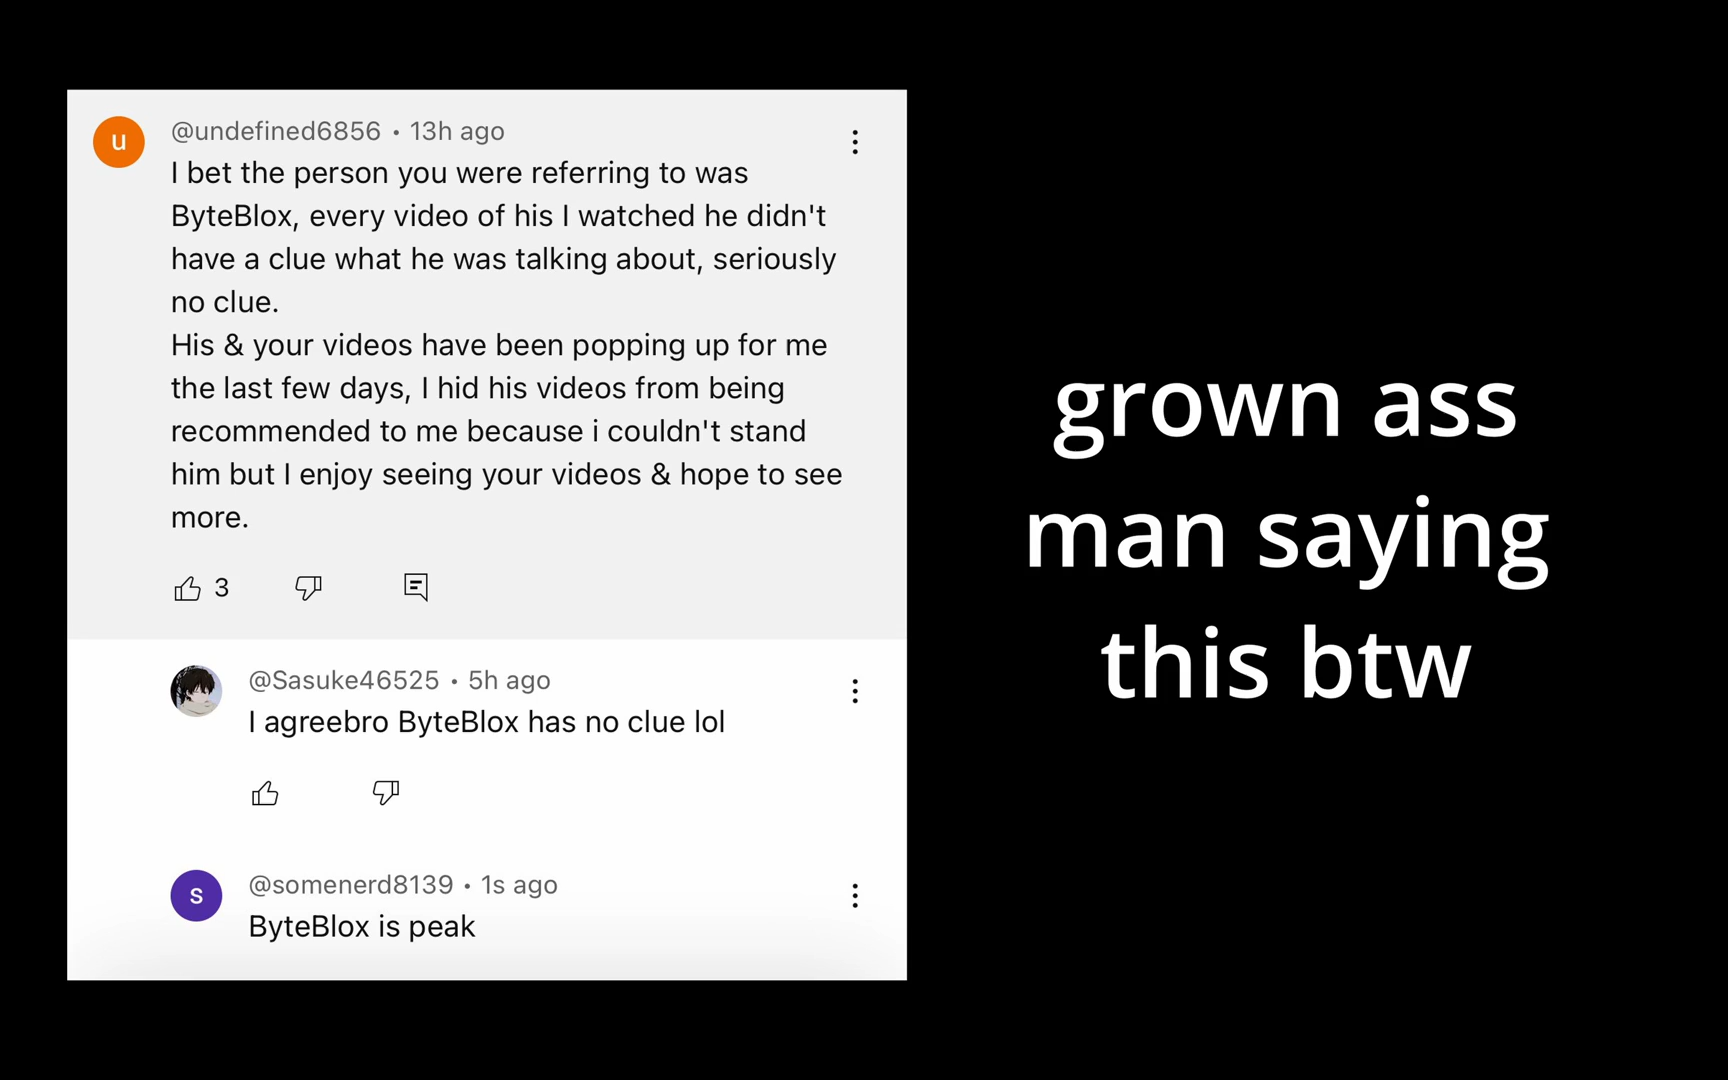 @undefined6856 • 13h ago
I bet the person you were referring to was
ByteBlox, every video of his I watched he didn't
have a clue what he was talking about, seriously
no clue.
His & your videos have been popping up for me
the last few days, I hid his videos from being
recommended to me because i couldn't stand
him but I enjoy seeing your videos & hope to see
more.
3
@Sasuke46525 • 5h ago
I agreebro ByteBlox has no clue lol
@somenerd8139 • 1s ago
ByteBlox is peak
grown ass
man saying
this btw
u
s